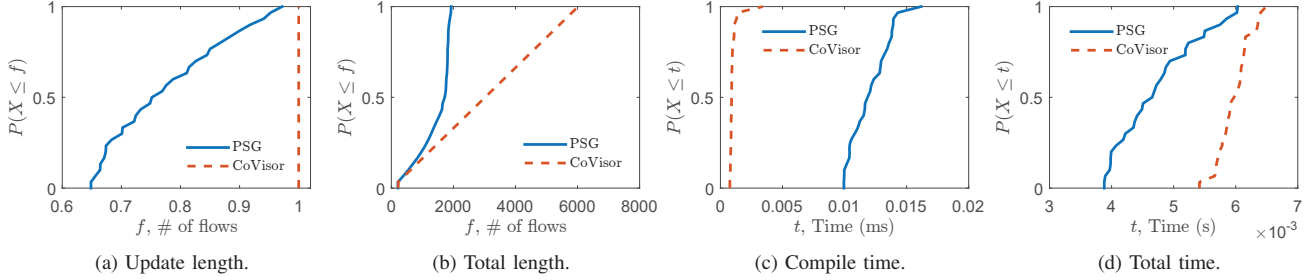 P(X ≤ f)
1
0.5
0
0.6
0.7
0.8
0.9
1
PSG
CoVisor
f, # of flows
(a) Update length.
P(X ≤ f)
1
0.5
0
0
2000
4000
6000
8000
PSG
CoVisor
f, # of flows
(b) Total length.
P(X ≤ t)
1
0.5
0
0
0.005
0.01
0.015
0.02
PSG
CoVisor
t, Time (ms)
(c) Compile time.
P(X ≤ t)
1
0.5
0
3
4
5
6
7
×10⁻³
PSG
CoVisor
t, Time (s)
(d) Total time.